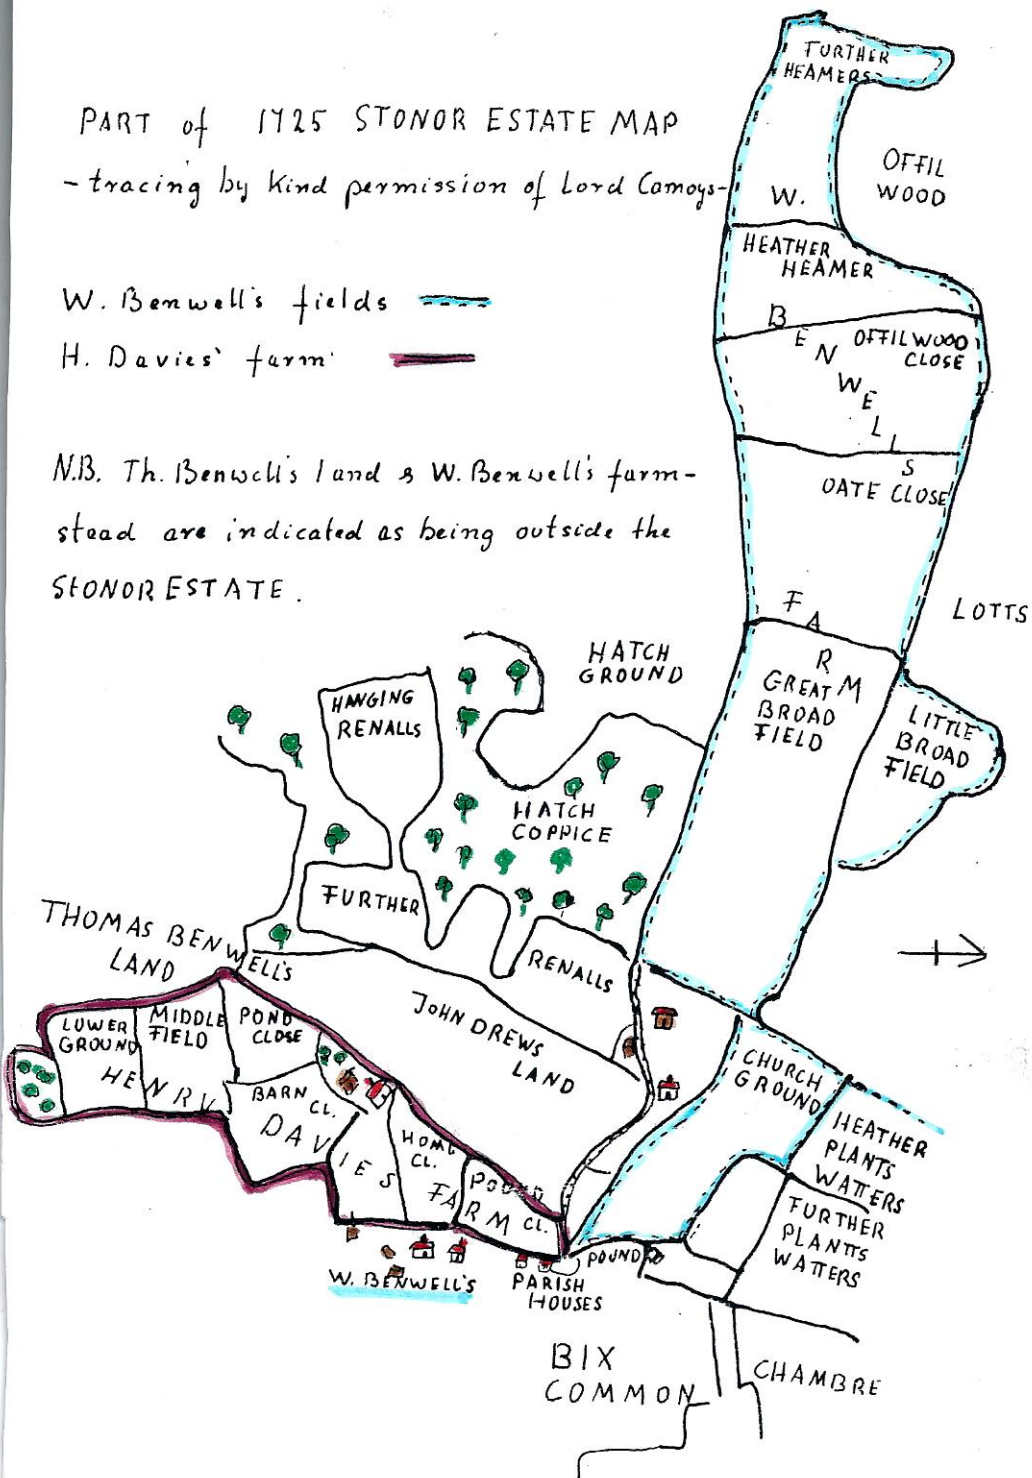 PART of 1725 STONOR ESTATE MAP
- tracing by kind permission of Lord Camoys -
W. Benwell's fields
H. Davies' farm
N.B. Th. Benwell's land & W. Benwell's farm-
stead are indicated as being outside the
STONOR ESTATE.
FURTHER
HEAMERS
OFFIL
WOOD
W.
HEATHER
HEAMER
BENWELLS
OFFILWOOD
CLOSE
OATE CLOSE
FARM
LOTTS
GREAT
BROAD
FIELD
LITTLE
BROAD
FIELD
HATCH
GROUND
HANGING
RENALLS
HATCH
COPPICE
FURTHER
RENALLS
THOMAS BENWELL'S
LAND
JOHN DREWS
LAND
LOWER
GROUND
MIDDLE
FIELD
POND
CLOSE
HENRY
BARN
CL.
DAVIES
HOME
CL.
FARM
POUND
CL.
CHURCH
GROUND
HEATHER
PLANTS
WATTERS
FURTHER
PLANTTS
WATTERS
W. BENWELL'S
PARISH
HOUSES
POUND
BIX
COMMON
CHAMBRE